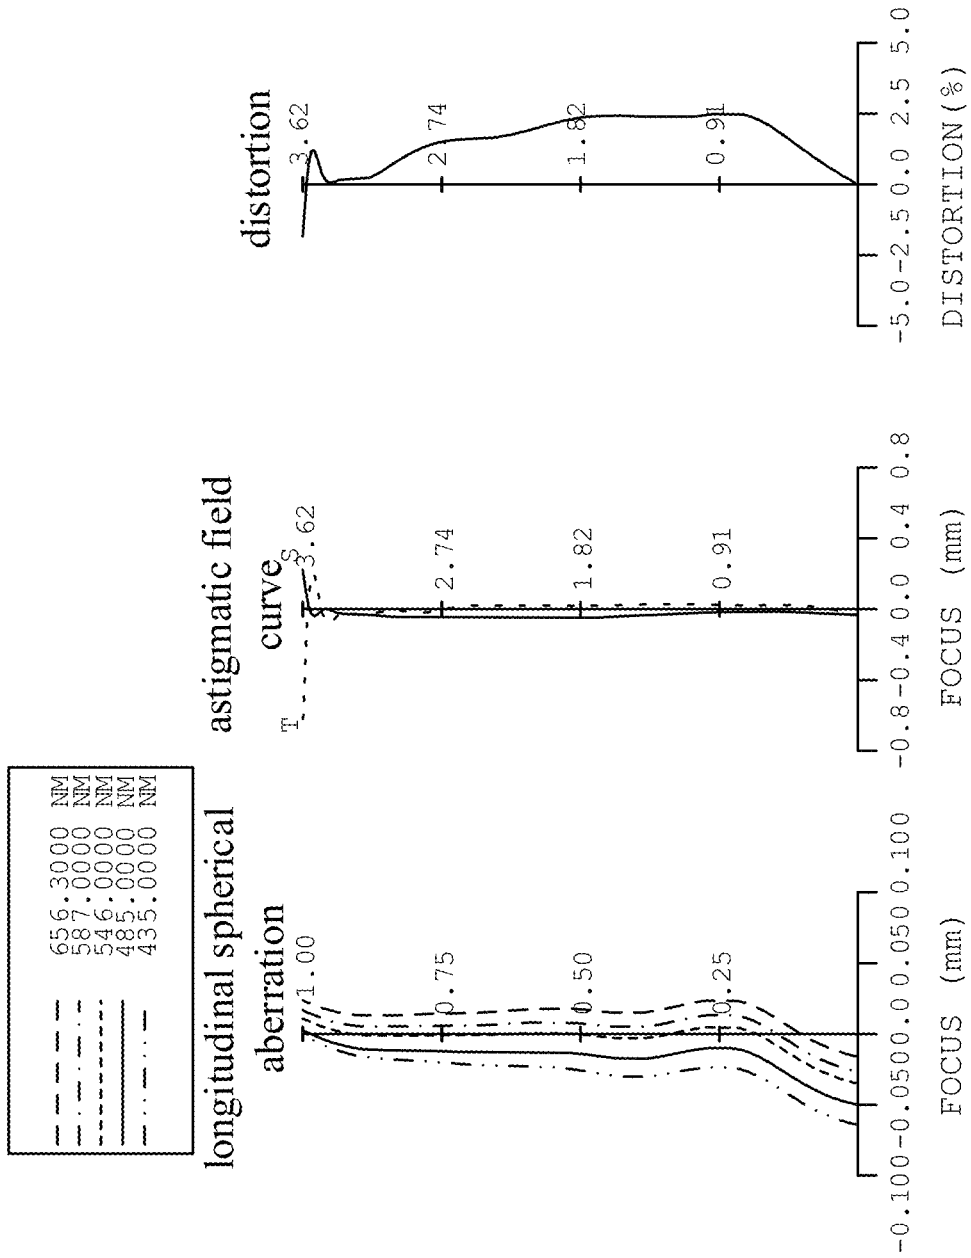 656.3000 NM
587.0000 NM
546.0000 NM
485.0000 NM
435.0000 NM
longitudinal spherical
aberration
1.00
0.75
0.50
0.25
-0.100 -0.050 0.0 0.050 0.100
FOCUS (mm)
astigmatic field
curve
T S
3.62
2.74
1.82
0.91
-0.8 -0.4 0.0 0.4 0.8
FOCUS (mm)
distortion
3.62
2.74
1.82
0.91
-5.0 -2.5 0.0 2.5 5.0
DISTORTION(%)